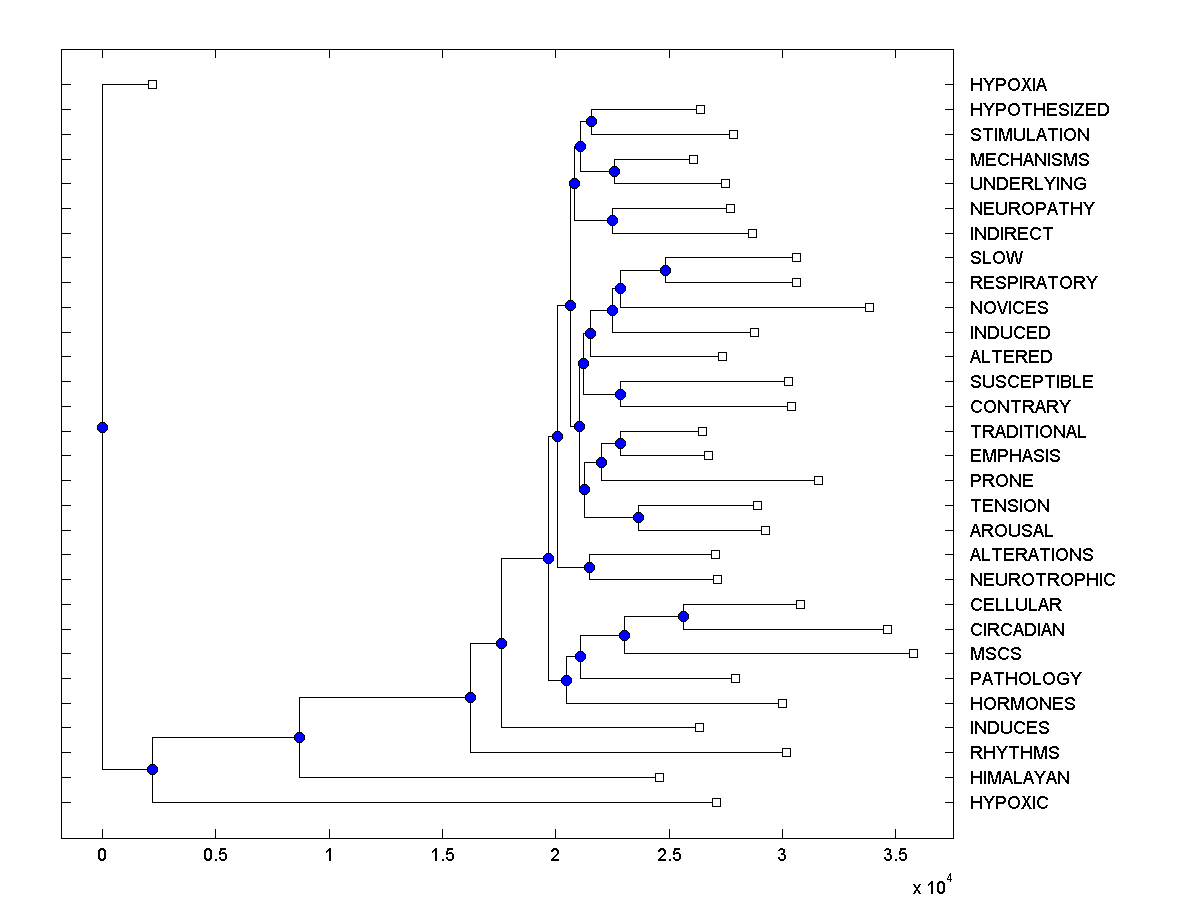 HYPOXIA
HYPOTHESIZED
STIMULATION
MECHANISMS
UNDERLYING
NEUROPATHY
INDIRECT
SLOW
RESPIRATORY
NOVICES
INDUCED
ALTERED
SUSCEPTIBLE
CONTRARY
TRADITIONAL
EMPHASIS
PRONE
TENSION
AROUSAL
ALTERATIONS
NEUROTROPHIC
CELLULAR
CIRCADIAN
MSCS
PATHOLOGY
HORMONES
INDUCES
RHYTHMS
HIMALAYAN
HYPOXIC
0 0.5 1 1.5 2 2.5 3 3.5
x 10^4